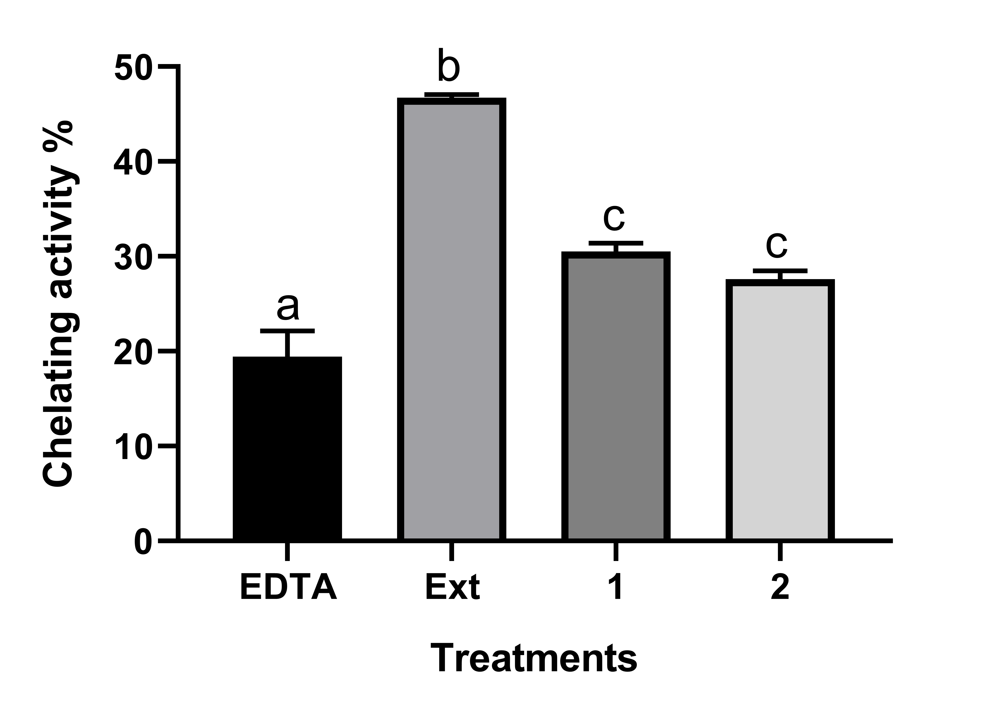 Chelating activity %
50
40
30
20
10
0
a
b
c
c
EDTA Ext 1 2
Treatments